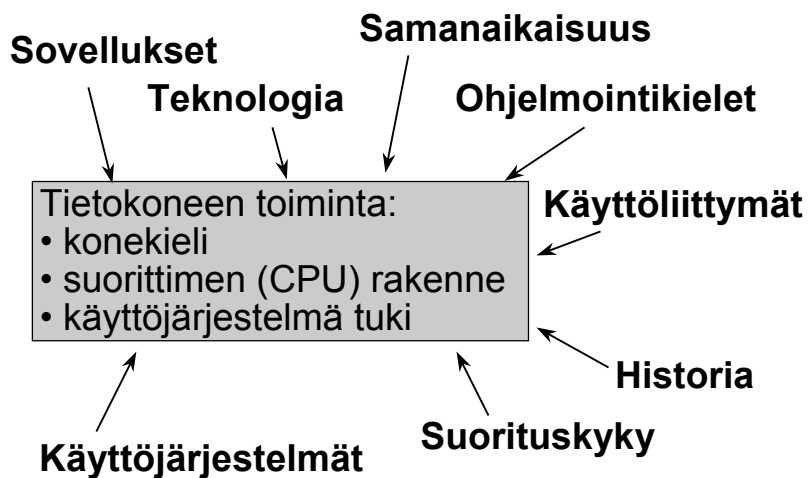 Samanaikaisuus
Sovellukset
Teknologia
Ohjelmointikielet
Tietokoneen toiminta:
• konekieli
• suorittimen (CPU) rakenne
• käyttöjärjestelmä tuki
Käyttöliittymät
Historia
Suorituskyky
Käyttöjärjestelmät